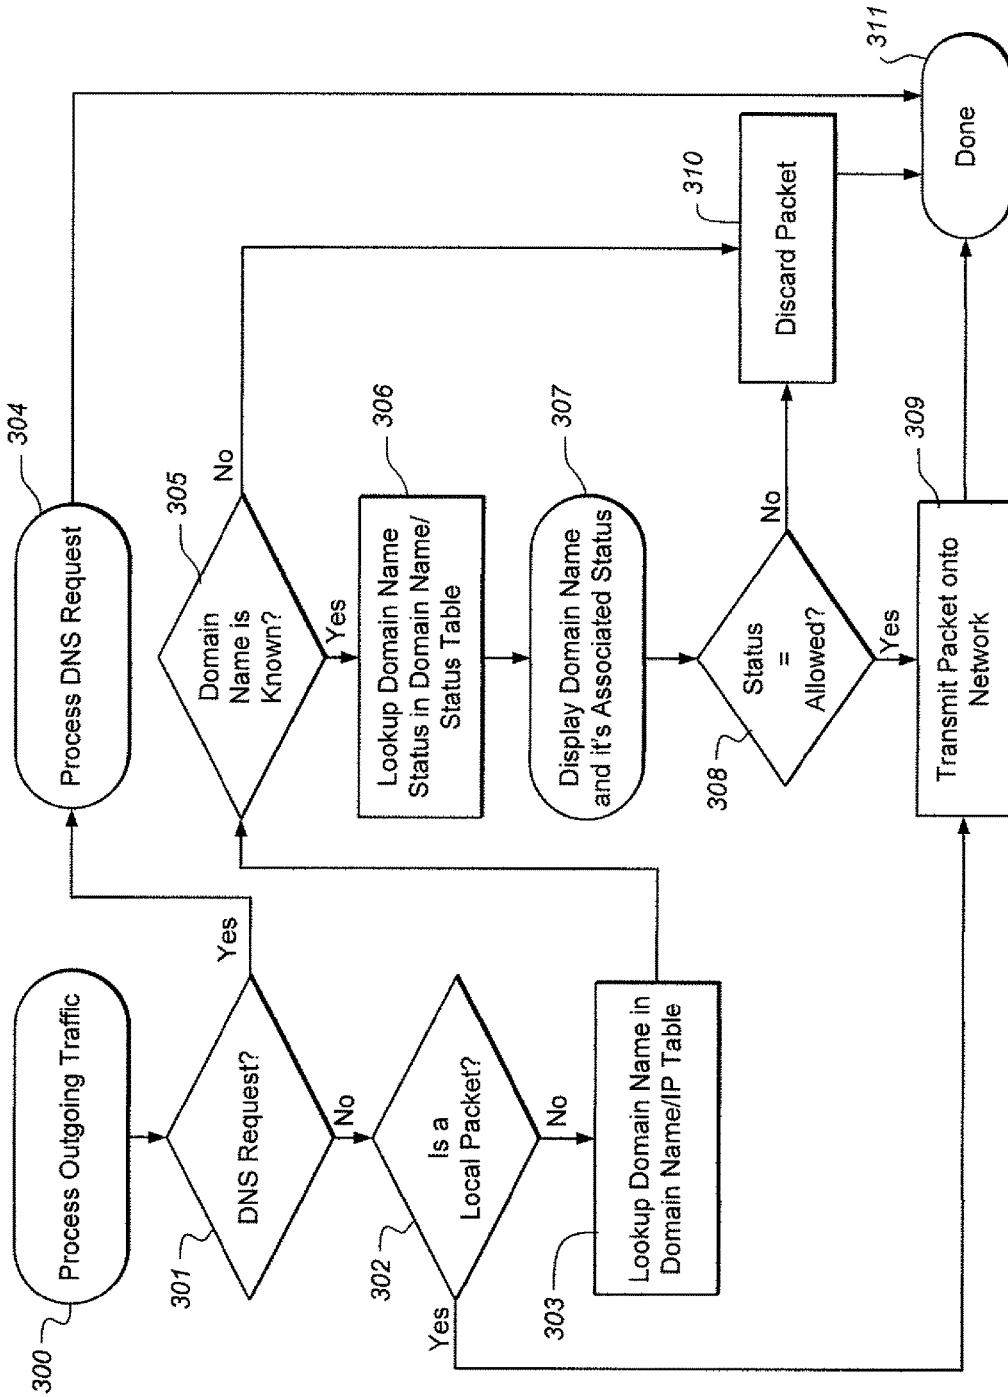 300
Process Outgoing Traffic
301
DNS Request?
Yes
No
302
Is a
Local Packet?
Yes
No
303
Lookup Domain Name in
Domain Name/IP Table
304
Process DNS Request
305
Domain
Name is
Known?
No
Yes
306
Lookup Domain Name
Status in Domain Name/
Status Table
307
Display Domain Name
and it's Associated Status
308
Status
=
Allowed?
No
Yes
309
Transmit Packet onto
Network
310
Discard Packet
311
Done